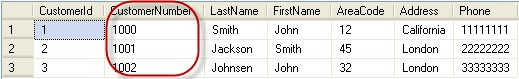 CustomerId CustomerNumber LastName FirstName AreaCode Address Phone
1 1 1000 Smith John 12 California 11111111
2 2 1001 Jackson Smith 45 London 22222222
3 3 1002 Johnsen John 32 London 33333333